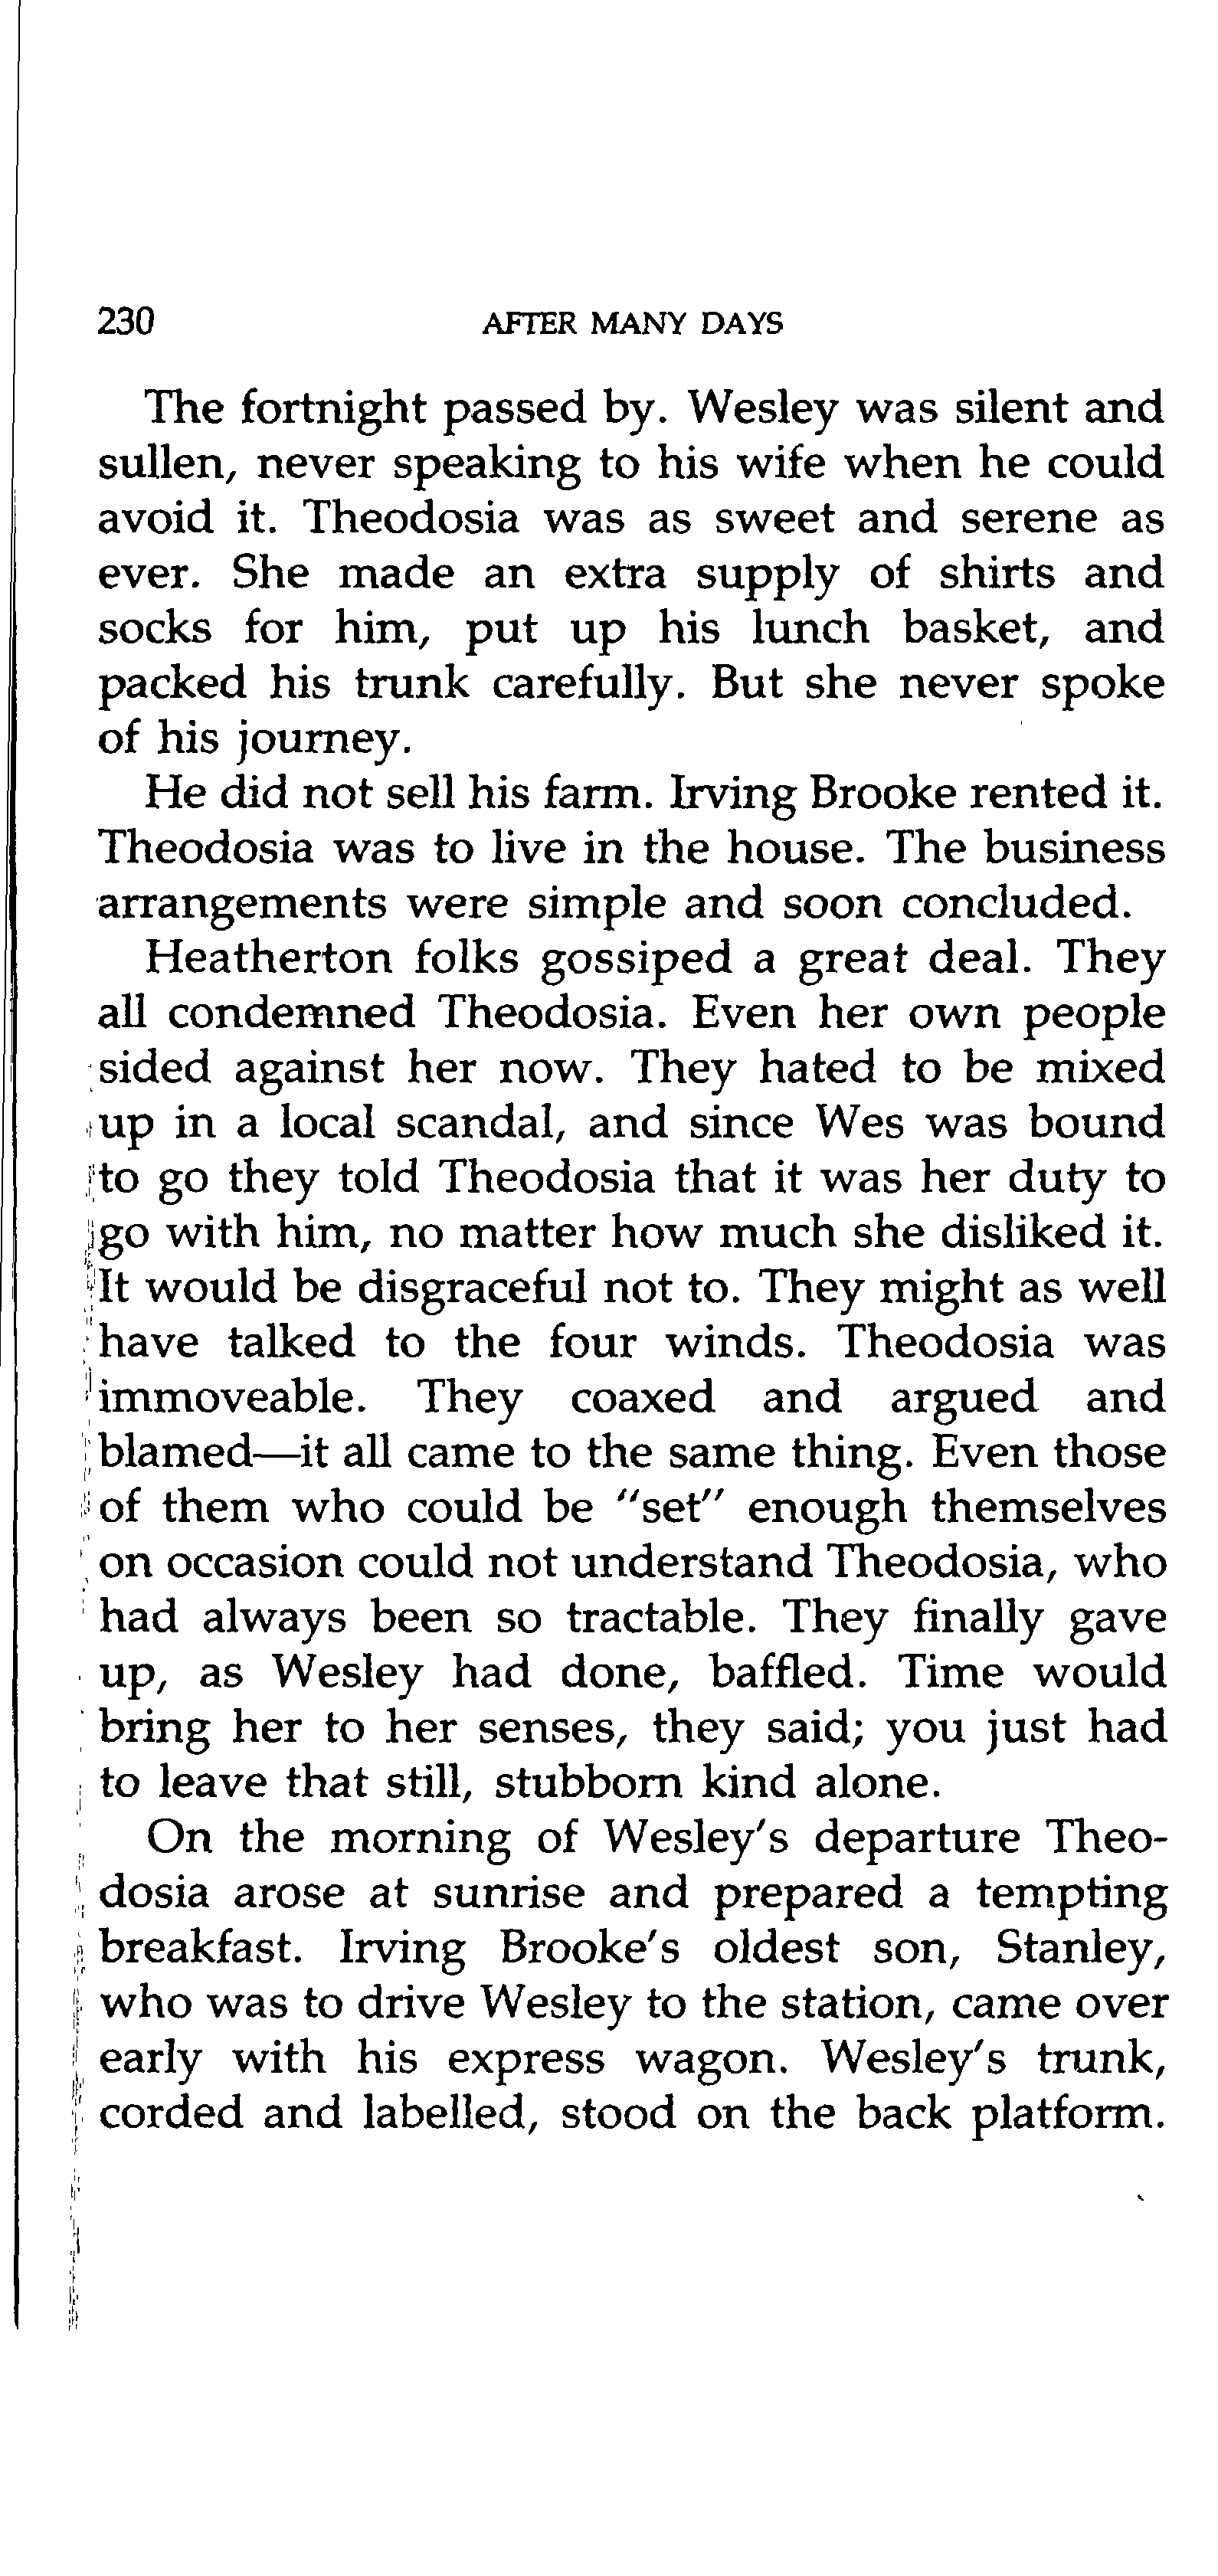 230 AFTER MANY DAYS
The fortnight passed by. Wesley was silent and
sullen, never speaking to his wife when he could
avoid it. Theodosia was as sweet and serene as
ever. She made an extra supply of shirts and
socks for him, put up his lunch basket, and
packed his trunk carefully. But she never spoke
of his journey.
He did not sell his farm. Irving Brooke rented it.
Theodosia was to live in the house. The business
arrangements were simple and soon concluded.
Heatherton folks gossiped a great deal. They
all condemned Theodosia. Even her own people
sided against her now. They hated to be mixed
up in a local scandal, and since Wes was bound
to go they told Theodosia that it was her duty to
go with him, no matter how much she disliked it.
It would be disgraceful not to. They might as well
have talked to the four winds. Theodosia was
immoveable. They coaxed and argued and
blamed—it all came to the same thing. Even those
of them who could be "set" enough themselves
on occasion could not understand Theodosia, who
had always been so tractable. They finally gave
up, as Wesley had done, baffled. Time would
bring her to her senses, they said; you just had
to leave that still, stubborn kind alone.
On the morning of Wesley's departure Theo-
dosia arose at sunrise and prepared a tempting
breakfast. Irving Brooke's oldest son, Stanley,
who was to drive Wesley to the station, came over
early with his express wagon. Wesley's trunk,
corded and labelled, stood on the back platform.